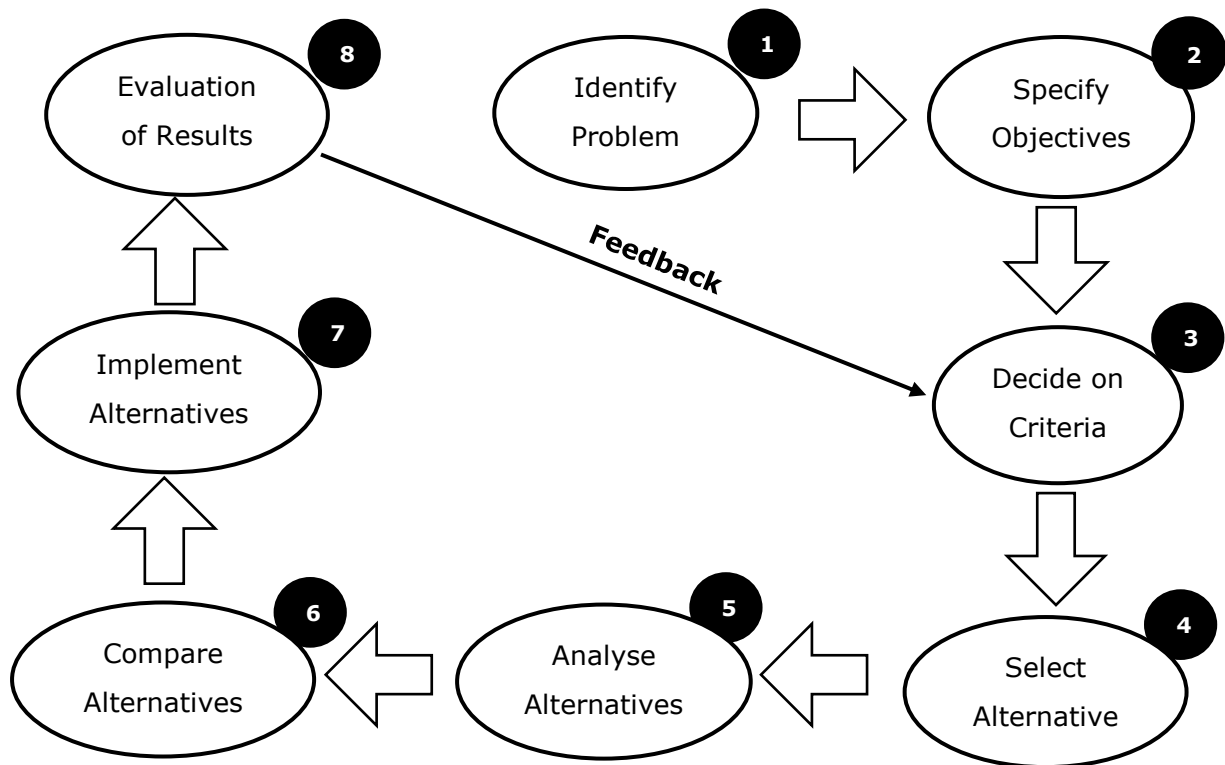 1
Identify
Problem
2
Specify
Objectives
3
Decide on
Criteria
4
Select
Alternative
5
Analyse
Alternatives
6
Compare
Alternatives
7
Implement
Alternatives
8
Evaluation
of Results
Feedback